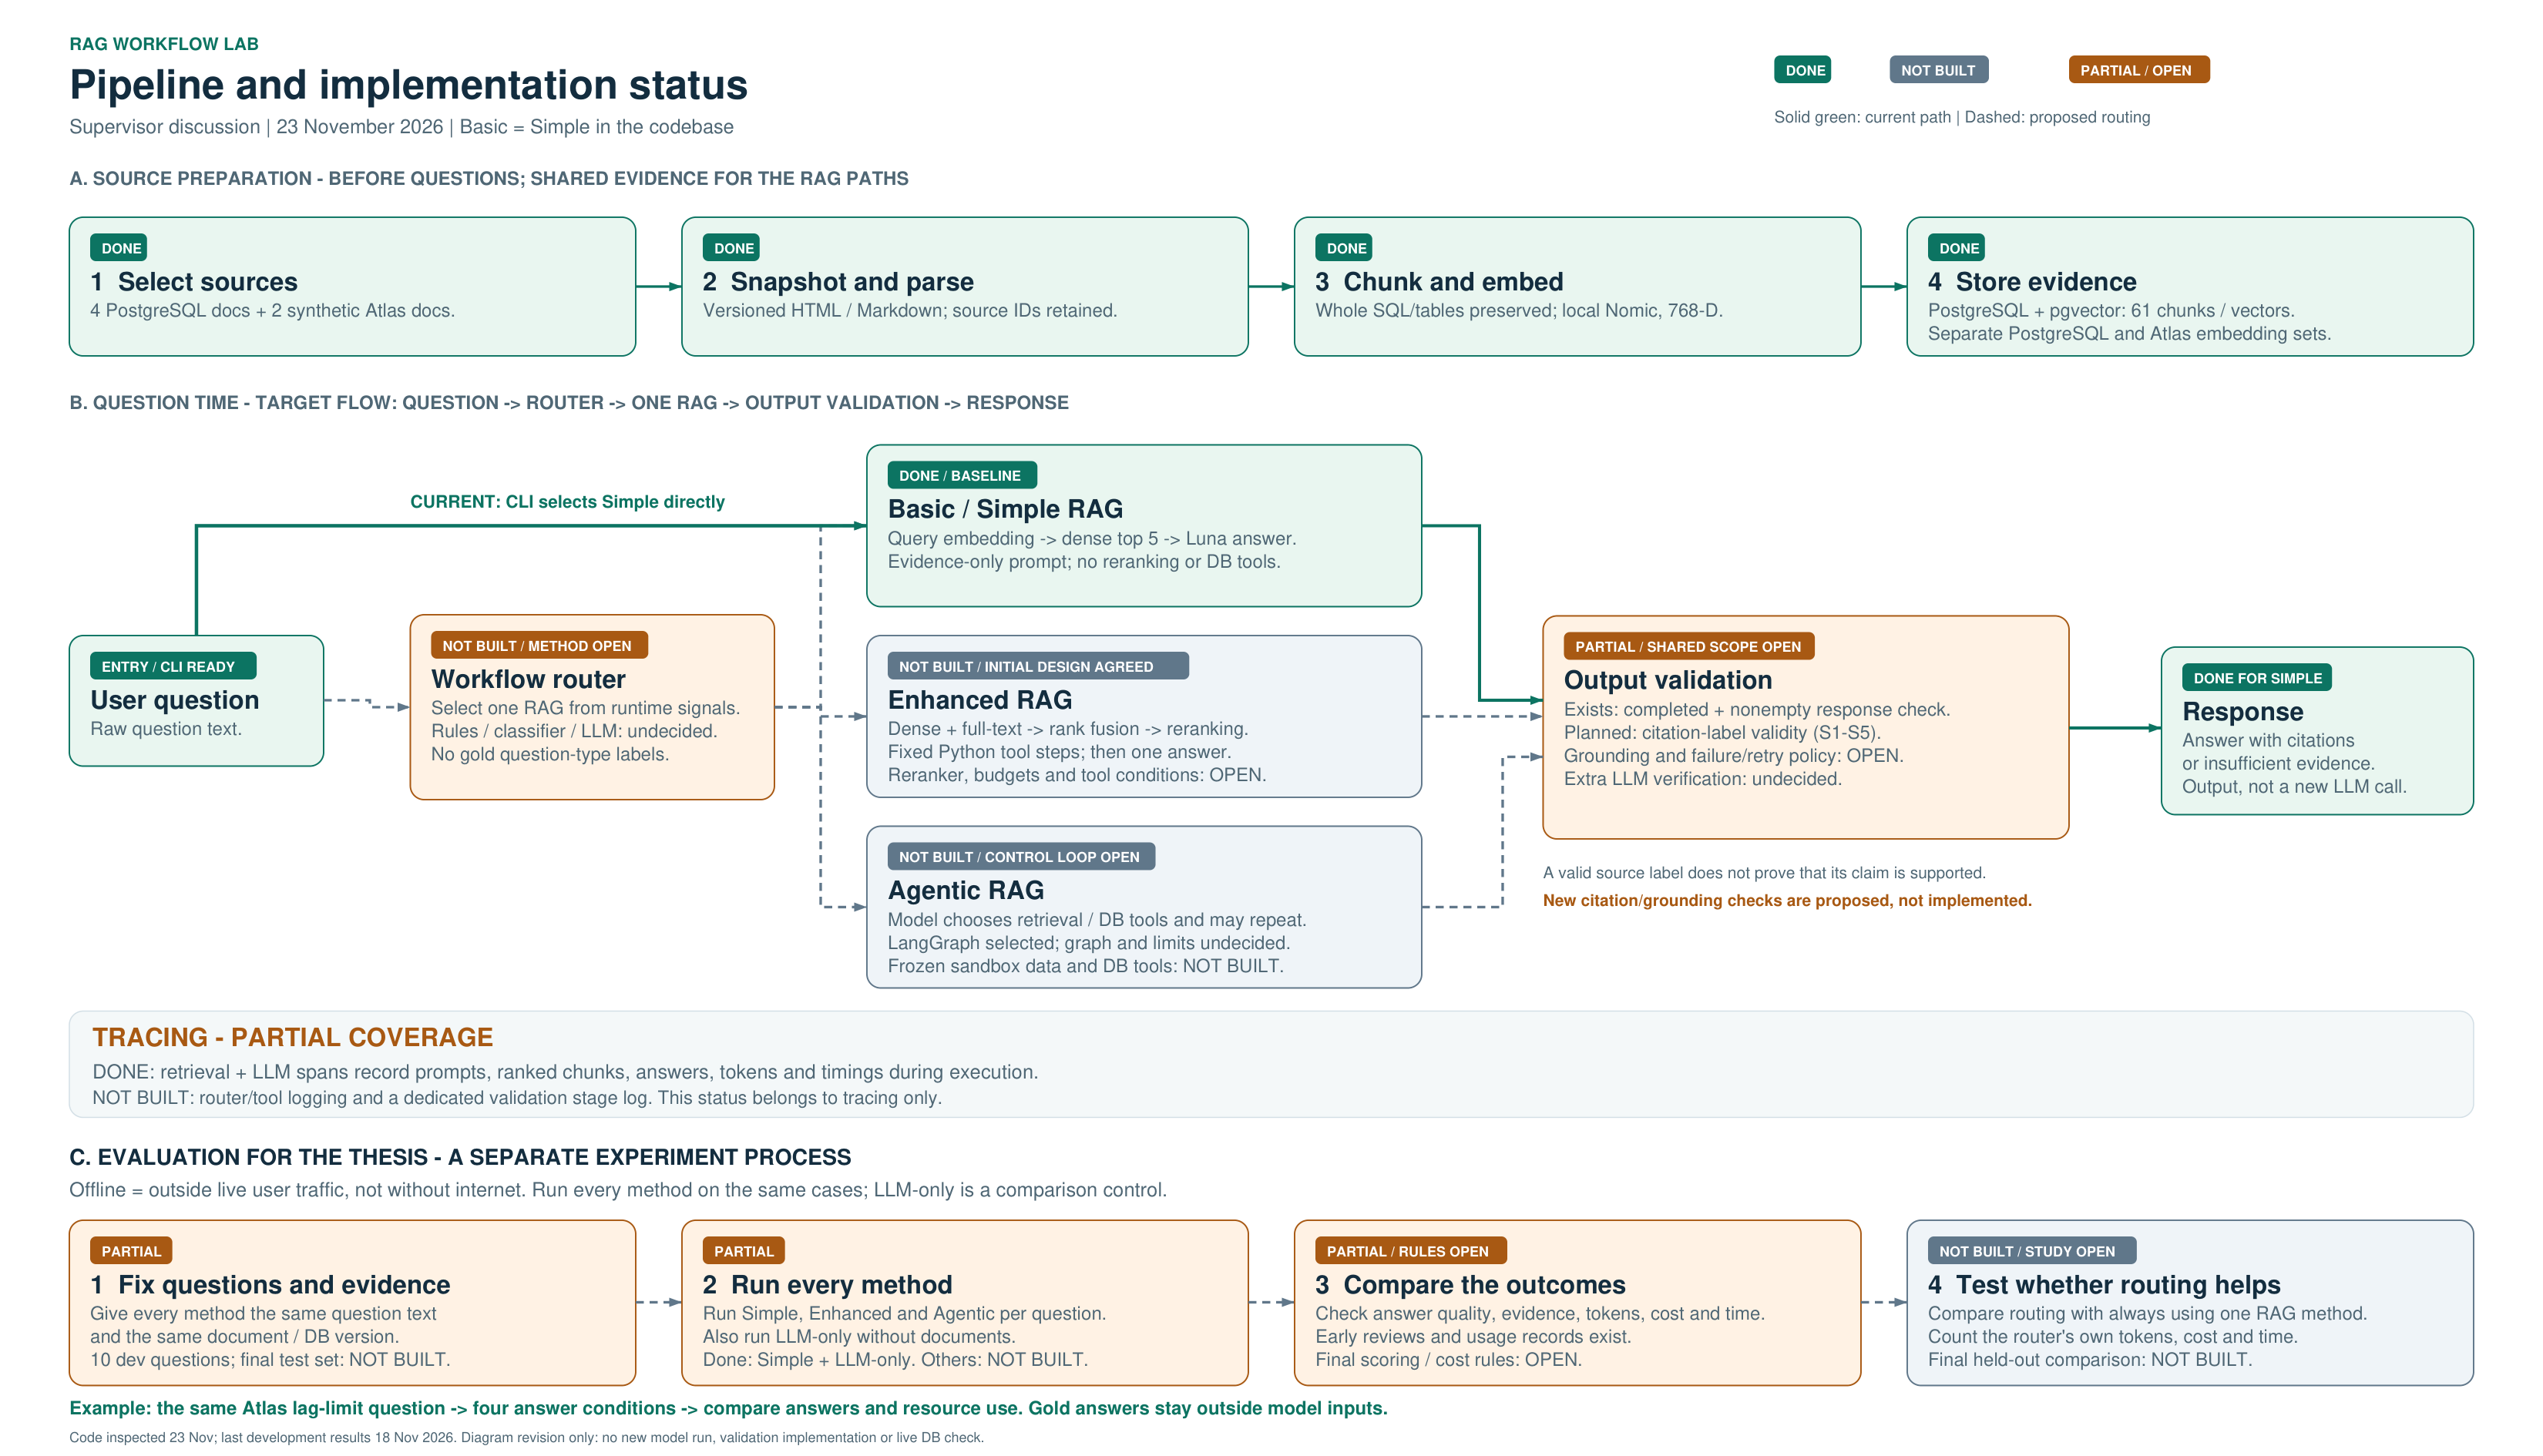 RAG WORKFLOW LAB
Pipeline and implementation status
Supervisor discussion | 23 November 2026 | Basic = Simple in the codebase
DONE
NOT BUILT
PARTIAL / OPEN
Solid green: current path | Dashed: proposed routing
A. SOURCE PREPARATION - BEFORE QUESTIONS; SHARED EVIDENCE FOR THE RAG PATHS
DONE
1 Select sources
4 PostgreSQL docs + 2 synthetic Atlas docs.
DONE
2 Snapshot and parse
Versioned HTML / Markdown; source IDs retained.
DONE
3 Chunk and embed
Whole SQL/tables preserved; local Nomic, 768-D.
DONE
4 Store evidence
PostgreSQL + pgvector: 61 chunks / vectors.
Separate PostgreSQL and Atlas embedding sets.
B. QUESTION TIME - TARGET FLOW: QUESTION -> ROUTER -> ONE RAG -> OUTPUT VALIDATION -> RESPONSE
CURRENT: CLI selects Simple directly
ENTRY / CLI READY
User question
Raw question text.
NOT BUILT / METHOD OPEN
Workflow router
Select one RAG from runtime signals.
Rules / classifier / LLM: undecided.
No gold question-type labels.
DONE / BASELINE
Basic / Simple RAG
Query embedding -> dense top 5 -> Luna answer.
Evidence-only prompt; no reranking or DB tools.
NOT BUILT / INITIAL DESIGN AGREED
Enhanced RAG
Dense + full-text -> rank fusion -> reranking.
Fixed Python tool steps; then one answer.
Reranker, budgets and tool conditions: OPEN.
NOT BUILT / CONTROL LOOP OPEN
Agentic RAG
Model chooses retrieval / DB tools and may repeat.
LangGraph selected; graph and limits undecided.
Frozen sandbox data and DB tools: NOT BUILT.
PARTIAL / SHARED SCOPE OPEN
Output validation
Exists: completed + nonempty response check.
Planned: citation-label validity (S1-S5).
Grounding and failure/retry policy: OPEN.
Extra LLM verification: undecided.
A valid source label does not prove that its claim is supported.
New citation/grounding checks are proposed, not implemented.
DONE FOR SIMPLE
Response
Answer with citations
or insufficient evidence.
Output, not a new LLM call.
TRACING - PARTIAL COVERAGE
DONE: retrieval + LLM spans record prompts, ranked chunks, answers, tokens and timings during execution.
NOT BUILT: router/tool logging and a dedicated validation stage log. This status belongs to tracing only.
C. EVALUATION FOR THE THESIS - A SEPARATE EXPERIMENT PROCESS
Offline = outside live user traffic, not without internet. Run every method on the same cases; LLM-only is a comparison control.
PARTIAL
1 Fix questions and evidence
Give every method the same question text
and the same document / DB version.
10 dev questions; final test set: NOT BUILT.
PARTIAL
2 Run every method
Run Simple, Enhanced and Agentic per question.
Also run LLM-only without documents.
Done: Simple + LLM-only. Others: NOT BUILT.
PARTIAL / RULES OPEN
3 Compare the outcomes
Check answer quality, evidence, tokens, cost and time.
Early reviews and usage records exist.
Final scoring / cost rules: OPEN.
NOT BUILT / STUDY OPEN
4 Test whether routing helps
Compare routing with always using one RAG method.
Count the router's own tokens, cost and time.
Final held-out comparison: NOT BUILT.
Example: the same Atlas lag-limit question -> four answer conditions -> compare answers and resource use. Gold answers stay outside model inputs.
Code inspected 23 Nov; last development results 18 Nov 2026. Diagram revision only: no new model run, validation implementation or live DB check.